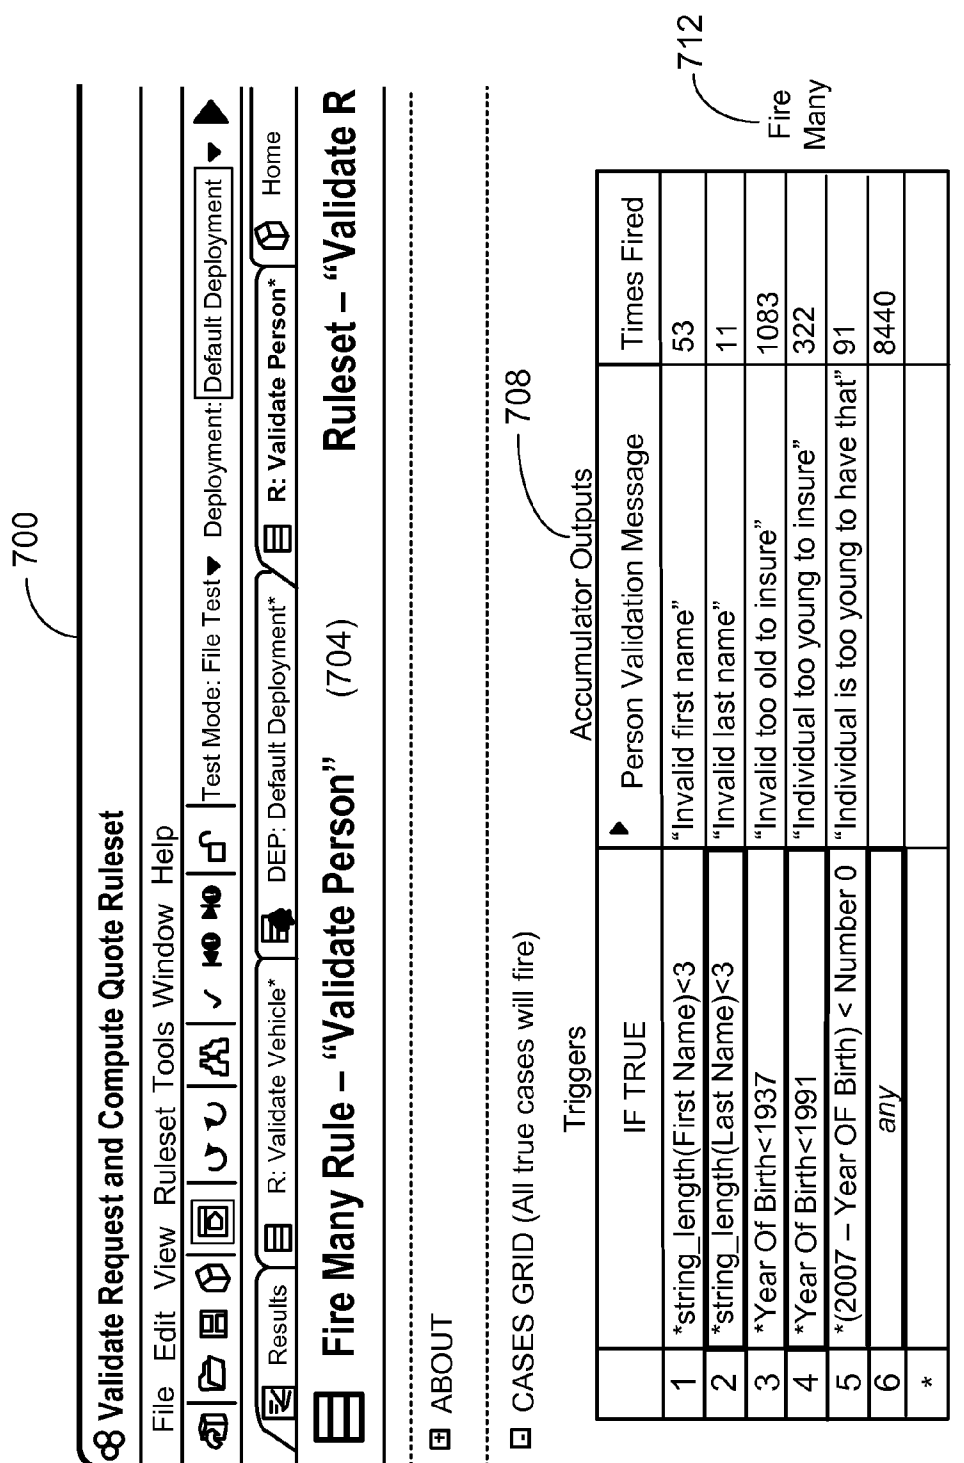 700
Validate Request and Compute Quote Ruleset
File Edit View Ruleset Tools Window Help
Test Mode: File Test Deployment: Default Deployment
Results R: Validate Vehicle* DEP: Default Deployment* R: Validate Person* Home
Fire Many Rule – “Validate Person” (704) Ruleset – “Validate R
ABOUT
CASES GRID (All true cases will fire)
708
712
Fire
Many
Triggers Accumulator Outputs
IF TRUE Person Validation Message Times Fired
1 *string_length(First Name)<3 “Invalid first name” 53
2 *string_length(Last Name)<3 “Invalid last name” 11
3 *Year Of Birth<1937 “Invalid too old to insure” 1083
4 *Year Of Birth<1991 “Individual too young to insure” 322
5 *(2007 – Year OF Birth) < Number 0 “Individual is too young to have that” 91
6 any 8440
*